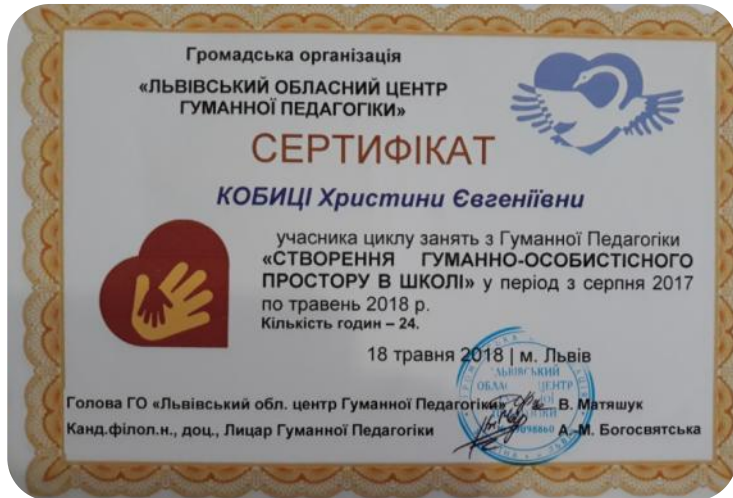 Громадська організація
«ЛЬВІВСЬКИЙ ОБЛАСНИЙ ЦЕНТР
ГУМАННОЇ ПЕДАГОГІКИ»
СЕРТИФІКАТ
КОБИЦІ Христини Євгеніївни
учасника циклу занять з Гуманної Педагогіки
«СТВОРЕННЯ ГУМАННО-ОСОБИСТІСНОГО
ПРОСТОРУ В ШКОЛІ» у період з серпня 2017
по травень 2018 р.
Кількість годин – 24.
18 травня 2018 | м. Львів
Голова ГО «Львівський обл. центр Гуманної Педагогіки» В. Матяшук
Канд.філол.н., доц., Лицар Гуманної Педагогіки А.-М. Богосвятська